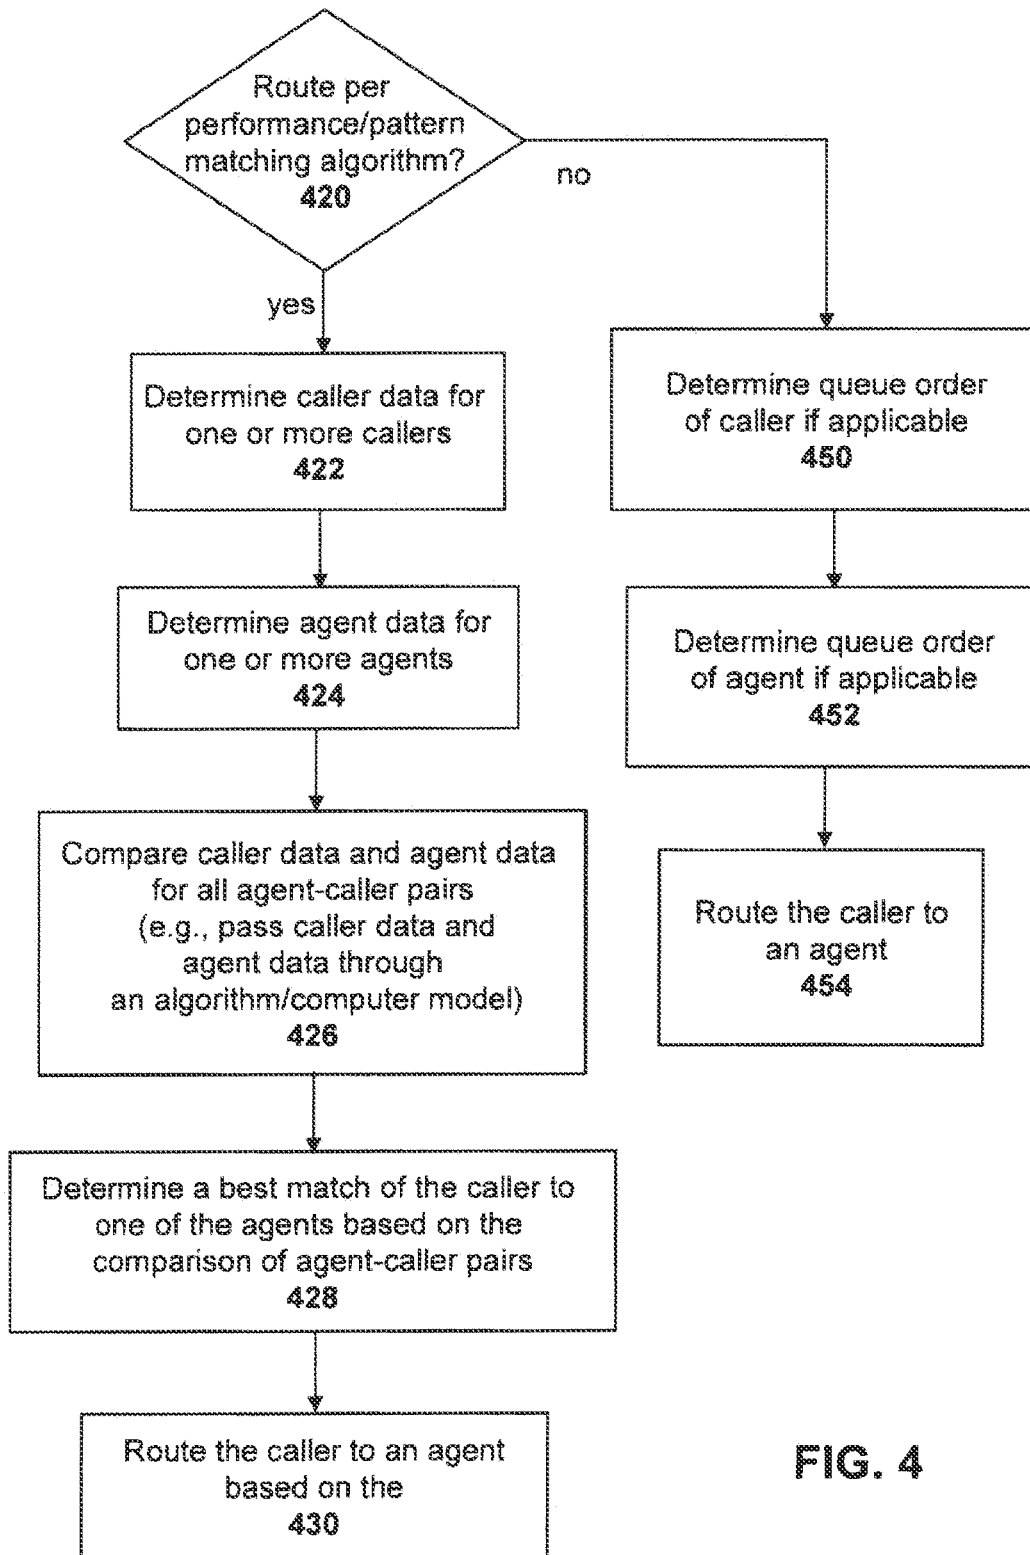 Route per
performance/pattern
matching algorithm?
420
no
yes
Determine caller data for
one or more callers
422
Determine agent data for
one or more agents
424
Compare caller data and agent data
for all agent-caller pairs
(e.g., pass caller data and
agent data through
an algorithm/computer model)
426
Determine a best match of the caller to
one of the agents based on the
comparison of agent-caller pairs
428
Route the caller to an agent
based on the
430
Determine queue order
of caller if applicable
450
Determine queue order
of agent if applicable
452
Route the caller to
an agent
454
FIG. 4